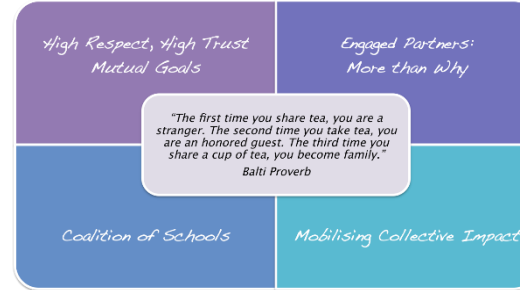 High Respect, High Trust
Mutual Goals
Engaged Partners:
More than Why
“The first time you share tea, you are a
stranger. The second time you take tea, you
are an honored guest. The third time you
share a cup of tea, you become family.”
Balti Proverb
Coalition of Schools
Mobilising Collective Impact